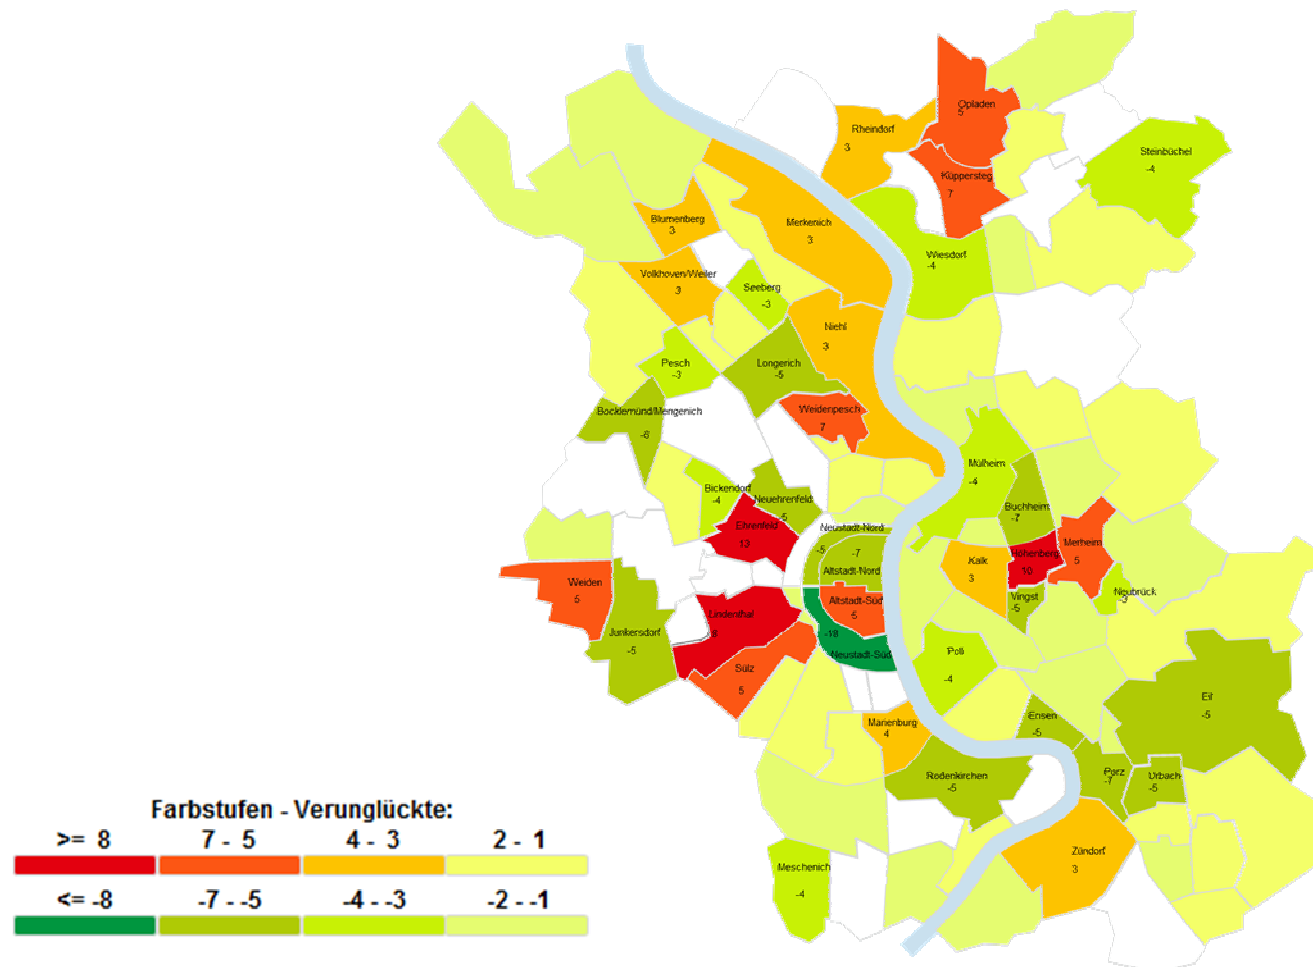 Opladen
5
Rheindorf
3
Steinbüchel
-4
Küppersteg
7
Blumenberg
3
Merkenich
3
Wiesdorf
-4
Volkhoven/Weiler
3
Seeberg
-3
Niehl
3
Pesch
-3
Longerich
-5
Bocklemünd/Mengenich
-6
Weidenpesch
7
Mülheim
-4
Bickendorf
-4
Neuehrenfeld
-5
Buchheim
-7
Ehrenfeld
13
Neustadt-Nord
-5
-7
Altstadt-Nord
Merheim
5
Höhenberg
10
Kalk
3
Weiden
5
Vingst
-5
Neubrück
-3
Altstadt-Süd
5
Lindenthal
8
Junkersdorf
-5
-18
Neustadt-Süd
Poll
-4
Sülz
5
Eil
-5
Marienburg
4
Ensen
-5
Rodenkirchen
-5
Porz
-7
Urbach
-5
Zündorf
3
Meschenich
-4
Farbstufen - Verunglückte:
>= 8 7 - 5 4 - 3 2 - 1
<= -8 -7 - -5 -4 - -3 -2 - -1